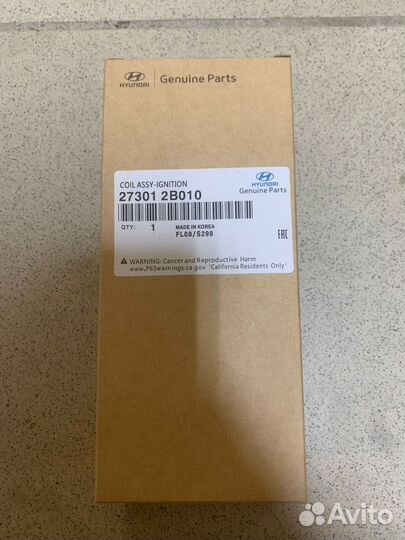 HYUNDAI
Genuine Parts
COIL ASSY-IGNITION
27301 2B010
HYUNDAI
Genuine Parts
QTY: 1 MADE IN KOREA
FL08/S298
EAC
WARNING: Cancer and Reproductive Harm
www.P65warnings.ca.gov 'California Residents Only'
Avito